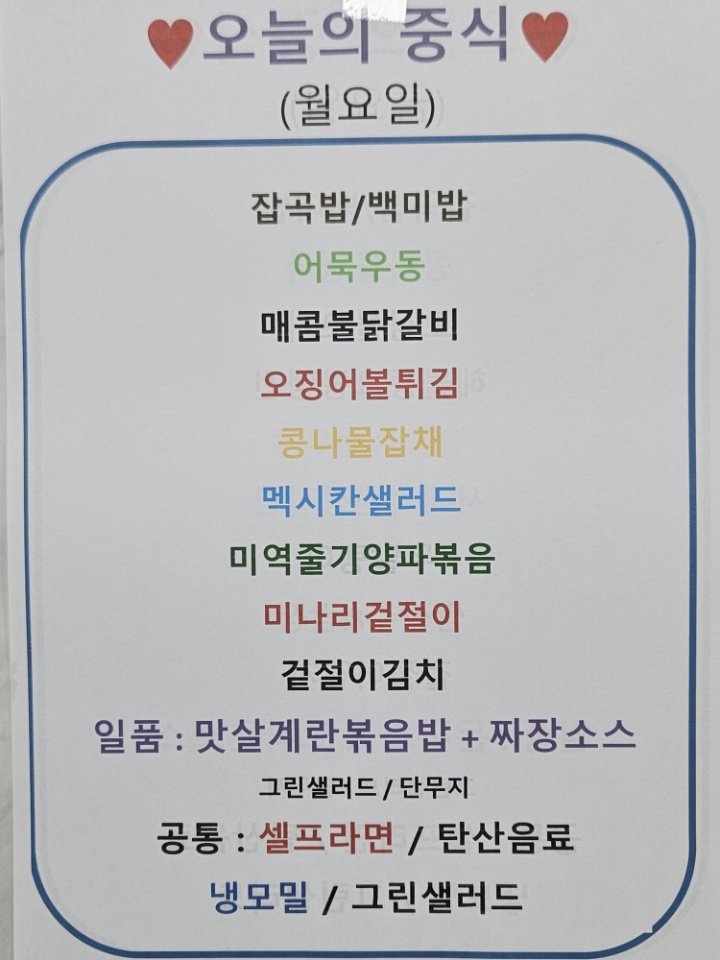 ♥오늘의 중식♥
(월요일)
잡곡밥/백미밥
어묵우동
매콤불닭갈비
오징어볼튀김
콩나물잡채
멕시칸샐러드
미역줄기양파볶음
미나리겉절이
겉절이김치
일품 : 맛살계란볶음밥 + 짜장소스
그린샐러드 / 단무지
공통 : 셀프라면 / 탄산음료
냉모밀 / 그린샐러드